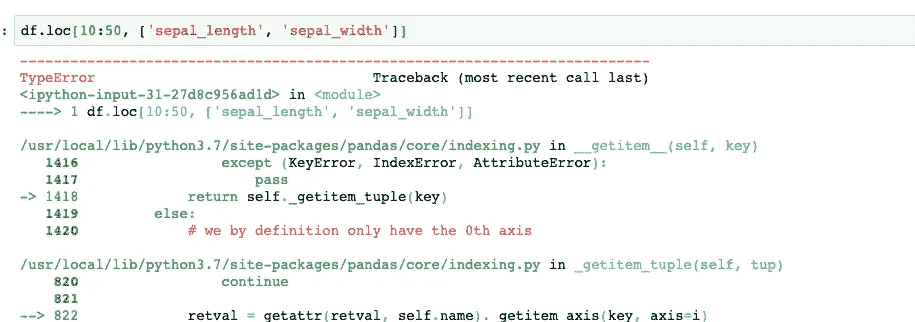 : df.loc[10:50, ['sepal_length', 'sepal_width']]
---------------------------------------------------------------------------
TypeError                                 Traceback (most recent call last)
<ipython-input-31-27d8c956ad1d> in <module>
----> 1 df.loc[10:50, ['sepal_length', 'sepal_width']]
/usr/local/lib/python3.7/site-packages/pandas/core/indexing.py in __getitem__(self, key)
   1416                 except (KeyError, IndexError, AttributeError):
   1417                     pass
-> 1418             return self._getitem_tuple(key)
   1419         else:
   1420             # we by definition only have the 0th axis
/usr/local/lib/python3.7/site-packages/pandas/core/indexing.py in _getitem_tuple(self, tup)
    820                 continue
    821
--> 822             retval = getattr(retval, self.name)._getitem_axis(key, axis=i)